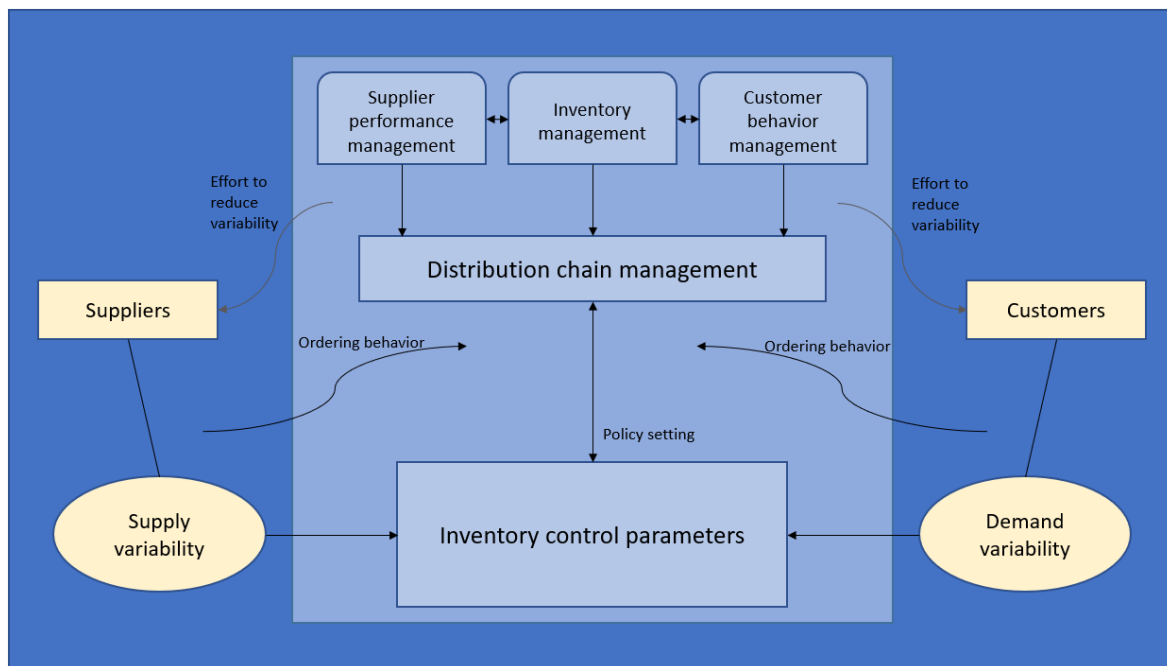 Supplier
performance
management
Inventory
management
Customer
behavior
management
Effort to
reduce
variability
Effort to
reduce
variability
Distribution chain management
Suppliers
Customers
Ordering behavior
Ordering behavior
Policy setting
Supply
variability
Inventory control parameters
Demand
variability